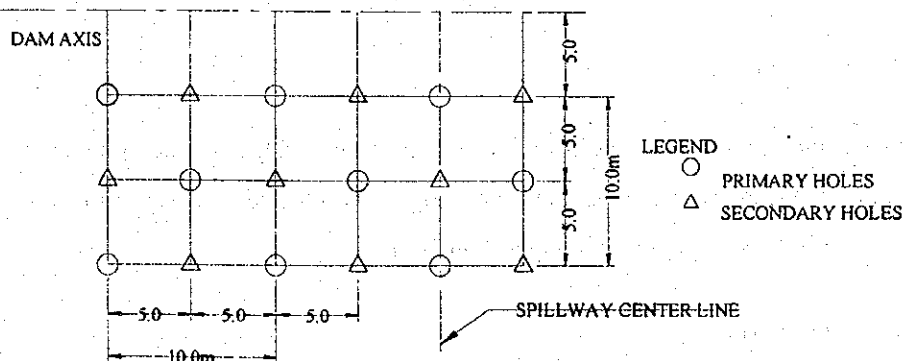 DAM AXIS
5.0
5.0
10.0m
5.0
LEGEND
PRIMARY HOLES
SECONDARY HOLES
5.0
5.0
5.0
SPILLWAY CENTER LINE
10.0m